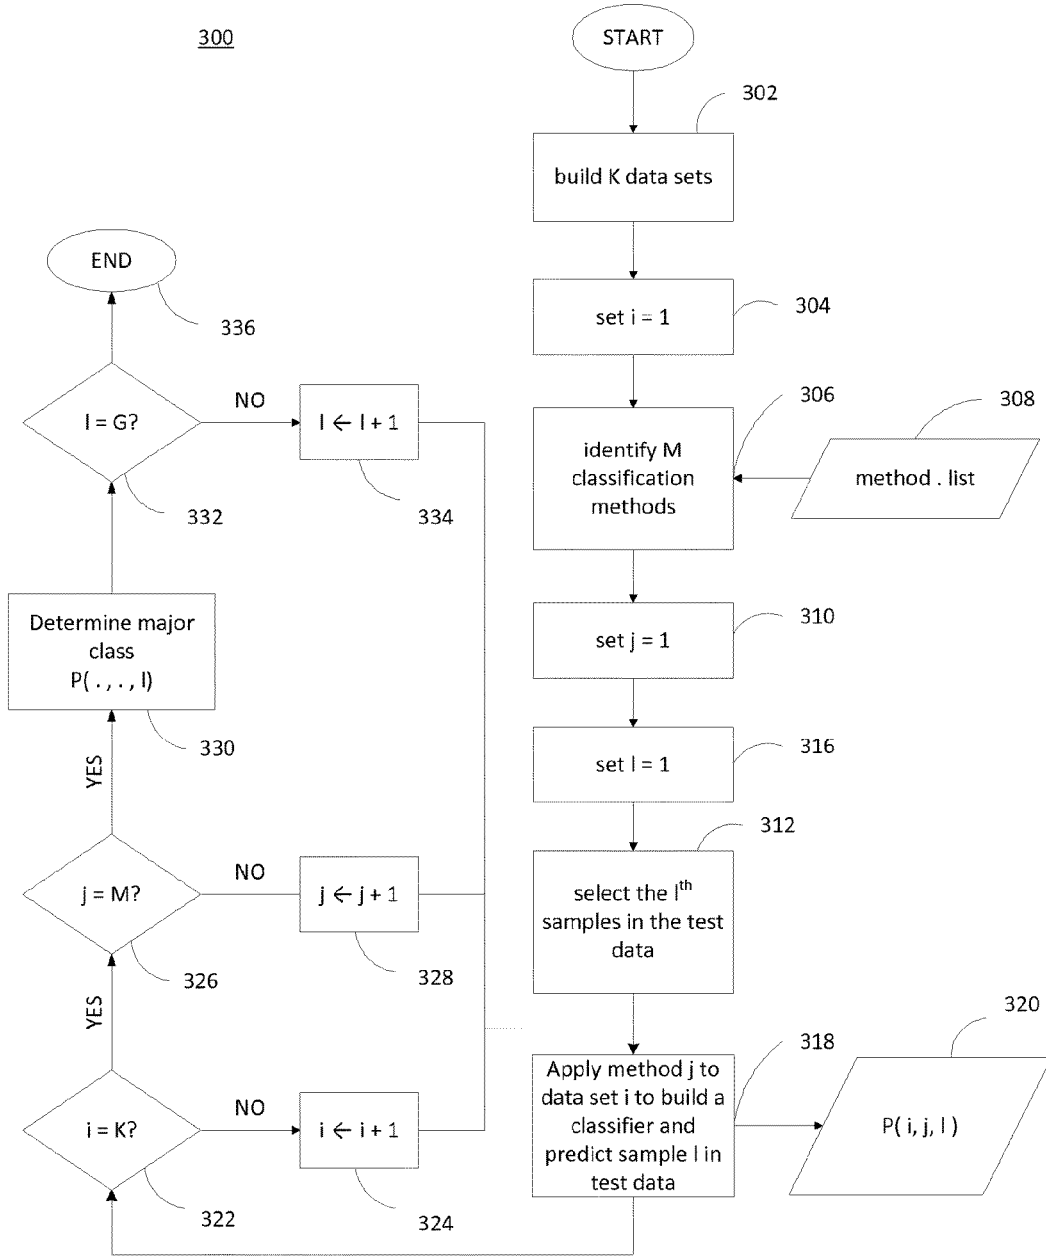 300
START
302
build K data sets
END
336
set i = 1
304
l = G?
NO
l ← l + 1
332
334
identify M
classification
methods
306
308
method . list
Determine major
class
P( . , . , l)
330
set j = 1
310
YES
set l = 1
316
312
j = M?
NO
j ← j + 1
326
328
select the lth
samples in the test
data
YES
318
320
i = K?
NO
i ← i + 1
322
324
Apply method j to
data set i to build a
classifier and
predict sample l in
test data
P( i, j, l )